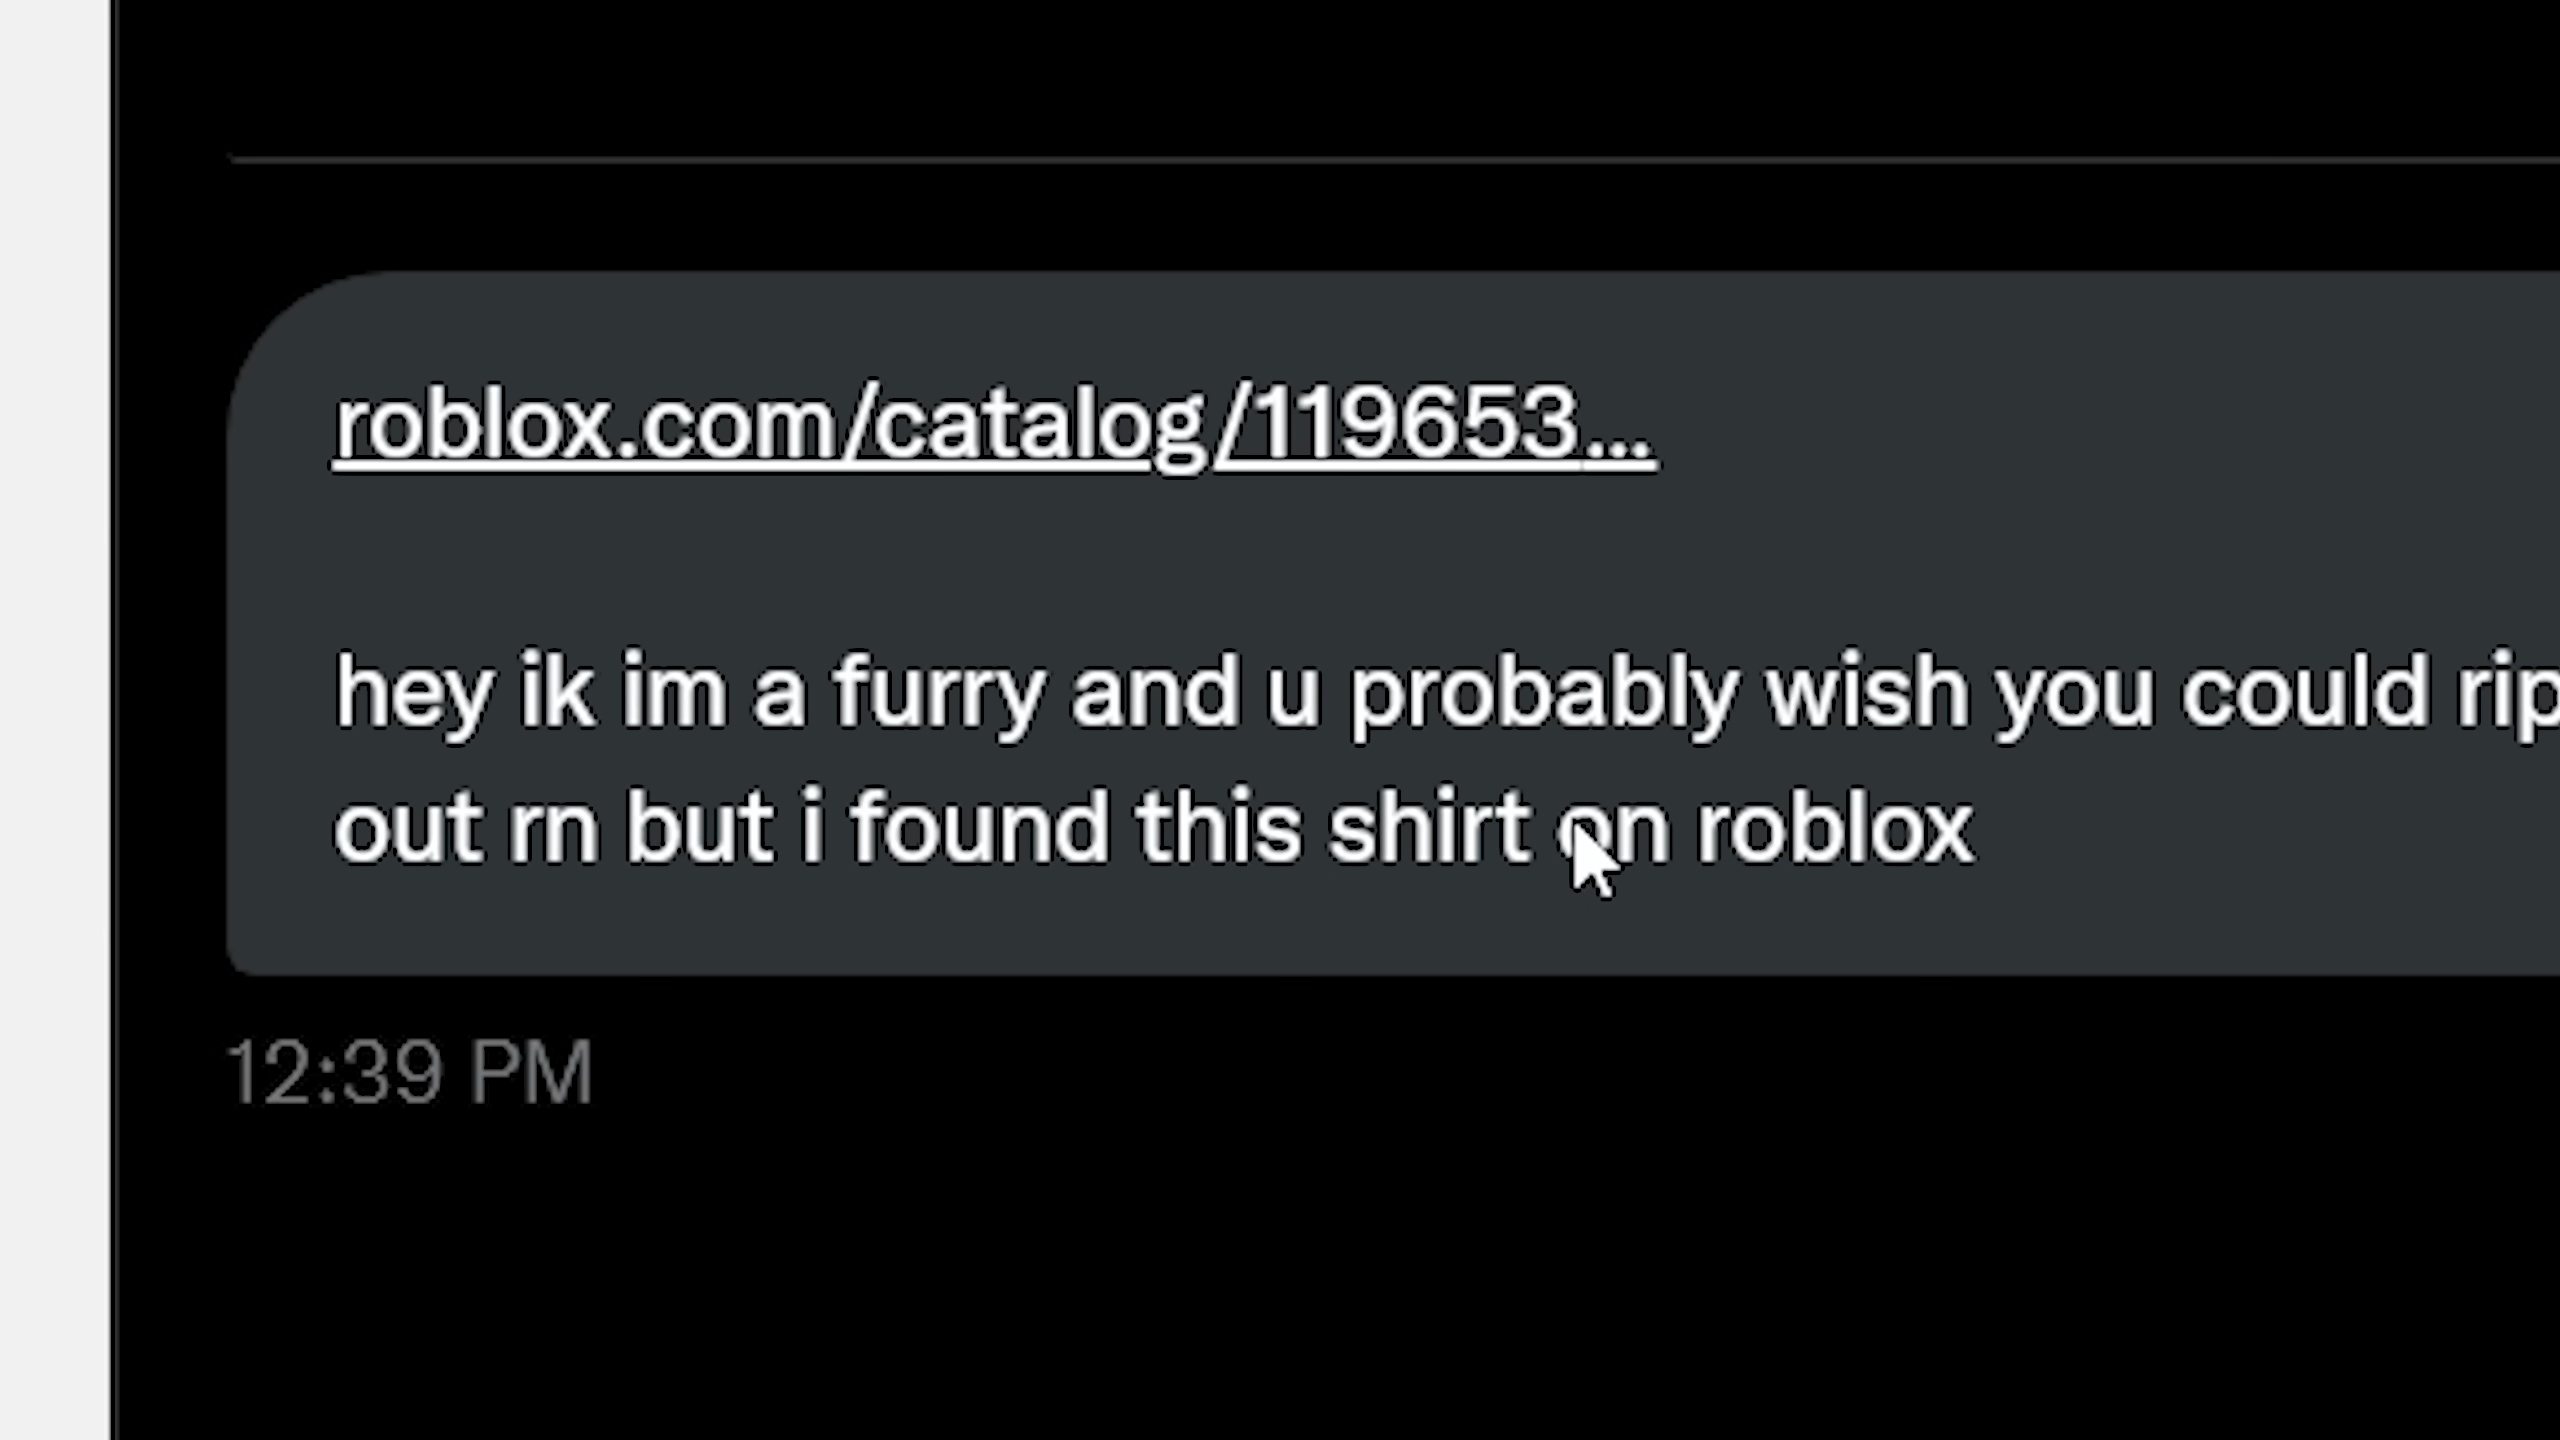 roblox.com/catalog/119653...
hey ik im a furry and u probably wish you could rip
out rn but i found this shirt on roblox
12:39 PM